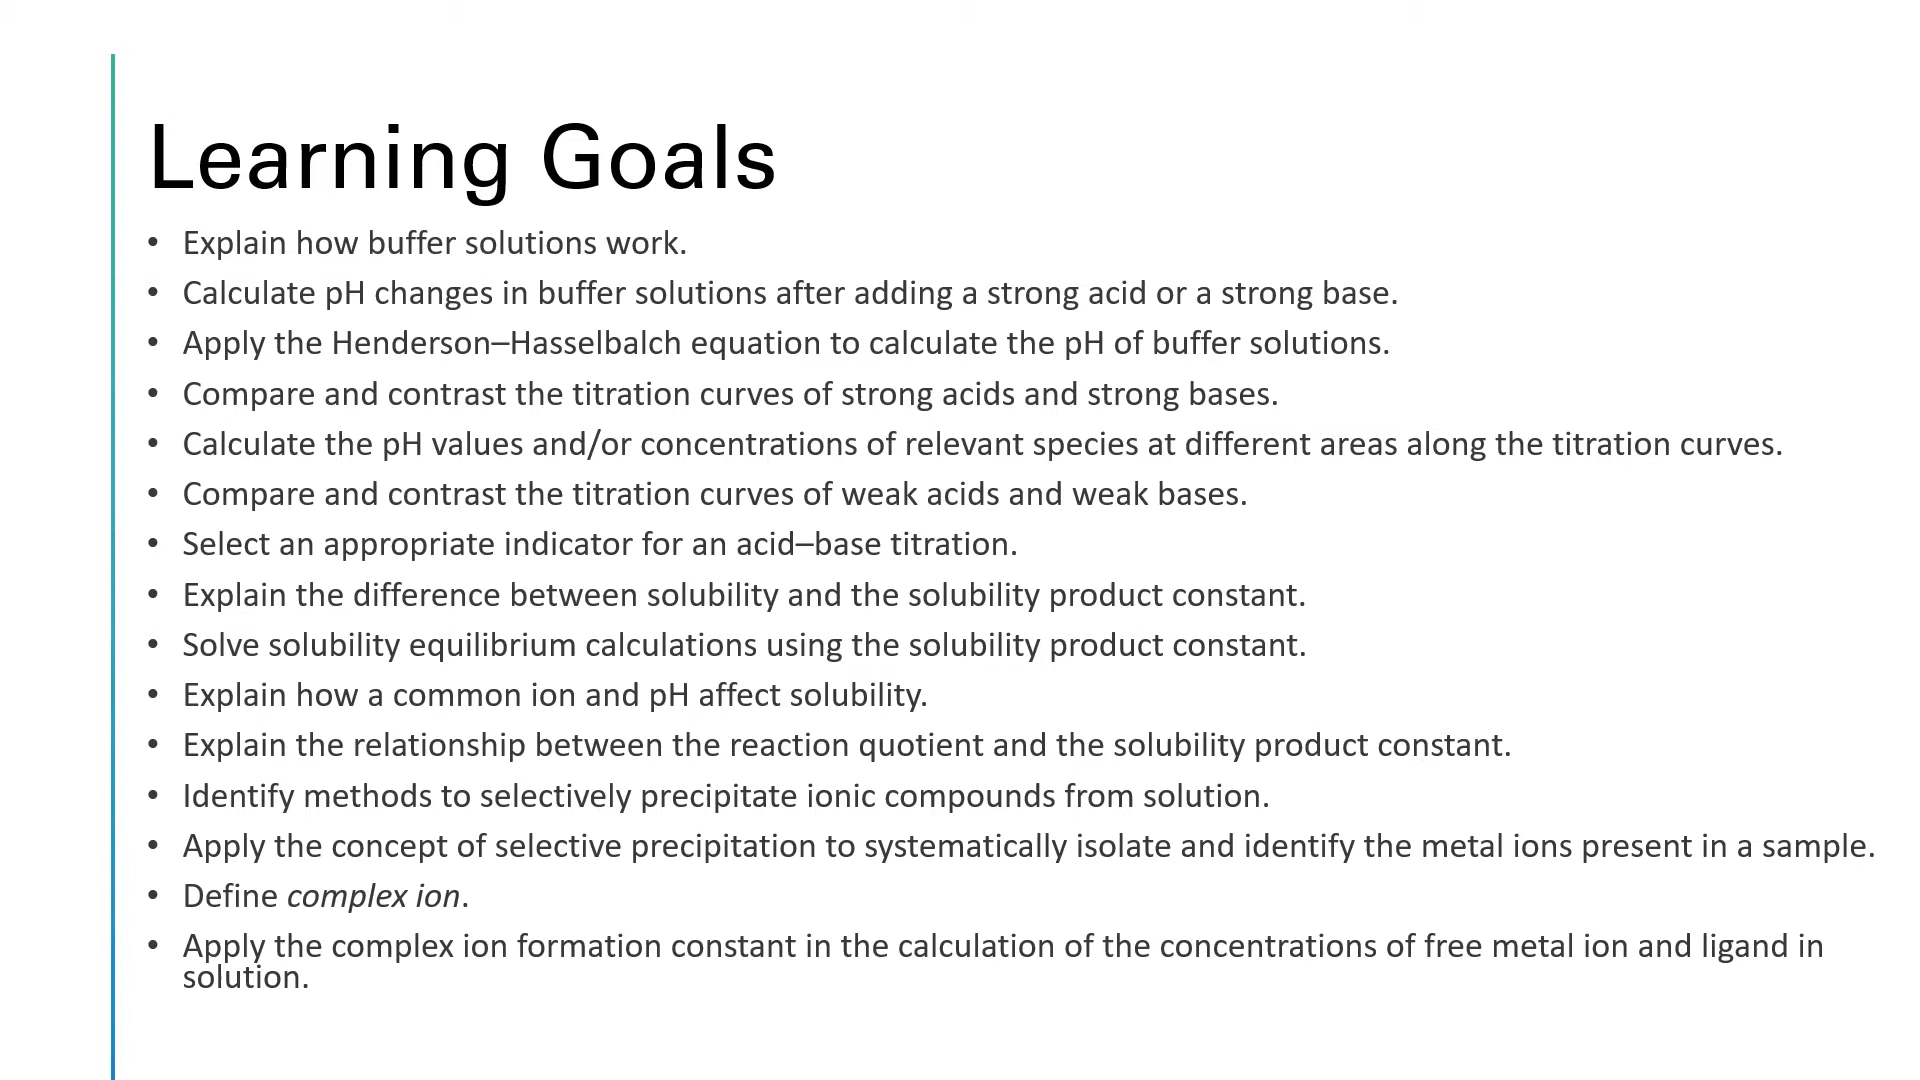 Learning Goals
• Explain how buffer solutions work.
• Calculate pH changes in buffer solutions after adding a strong acid or a strong base.
• Apply the Henderson–Hasselbalch equation to calculate the pH of buffer solutions.
• Compare and contrast the titration curves of strong acids and strong bases.
• Calculate the pH values and/or concentrations of relevant species at different areas along the titration curves.
• Compare and contrast the titration curves of weak acids and weak bases.
• Select an appropriate indicator for an acid–base titration.
• Explain the difference between solubility and the solubility product constant.
• Solve solubility equilibrium calculations using the solubility product constant.
• Explain how a common ion and pH affect solubility.
• Explain the relationship between the reaction quotient and the solubility product constant.
• Identify methods to selectively precipitate ionic compounds from solution.
• Apply the concept of selective precipitation to systematically isolate and identify the metal ions present in a sample.
• Define complex ion.
• Apply the complex ion formation constant in the calculation of the concentrations of free metal ion and ligand in
solution.